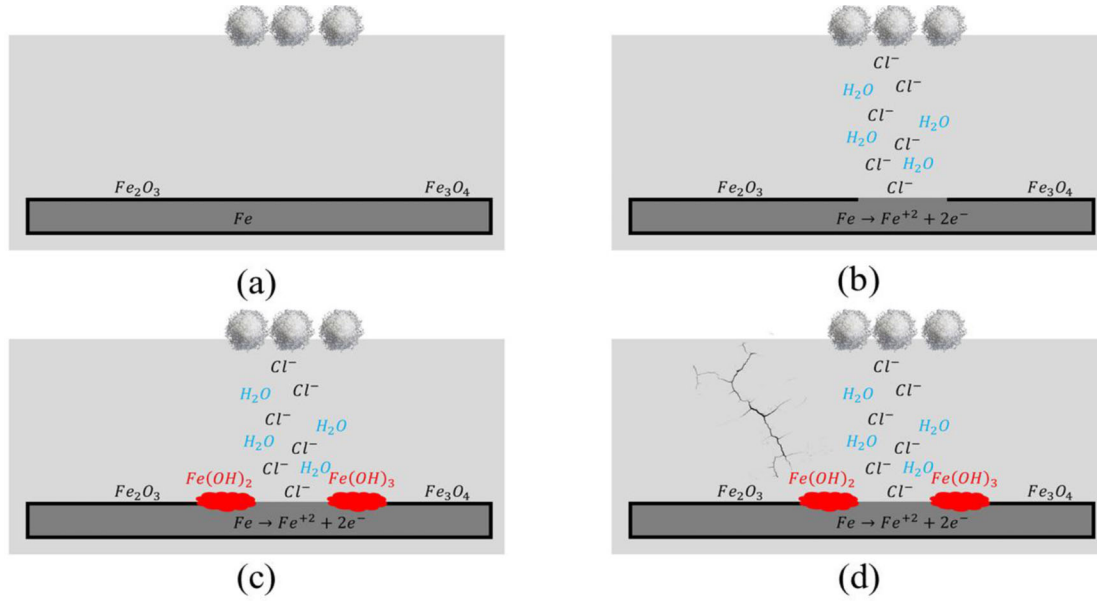 Fe₂O₃
Fe₃O₄
Fe
(a)
Cl⁻
H₂O
Cl⁻
Cl⁻
H₂O
H₂O
Cl⁻
Cl⁻
H₂O
Fe₂O₃
Cl⁻
Fe₃O₄
Fe → Fe⁺² + 2e⁻
(b)
Cl⁻
H₂O
Cl⁻
Cl⁻
H₂O
H₂O
Cl⁻
Cl⁻
H₂O
Fe(OH)₂
Fe(OH)₃
Fe₂O₃
Cl⁻
Fe₃O₄
Fe → Fe⁺² + 2e⁻
(c)
Cl⁻
H₂O
Cl⁻
Cl⁻
H₂O
H₂O
Cl⁻
Cl⁻
H₂O
Fe(OH)₂
Fe(OH)₃
Fe₂O₃
Cl⁻
Fe₃O₄
Fe → Fe⁺² + 2e⁻
(d)